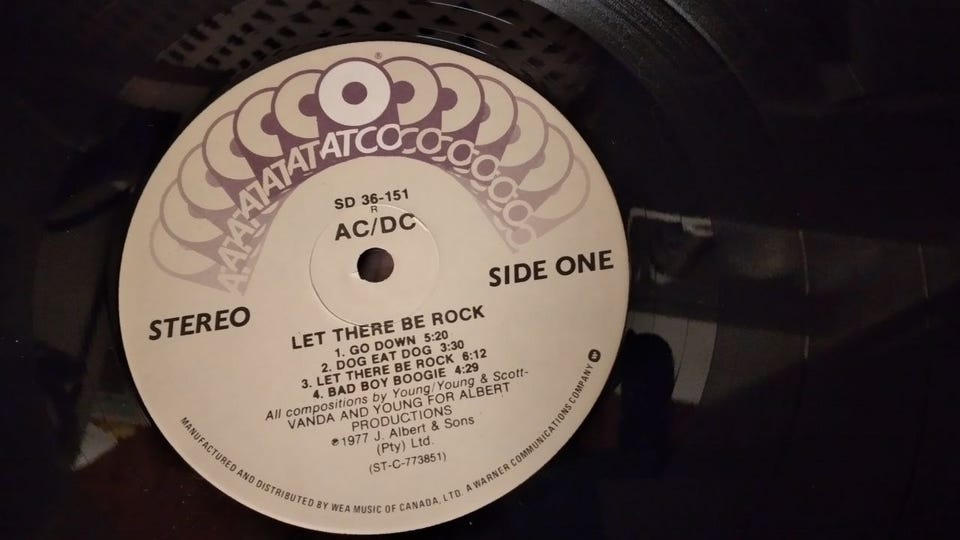 ®
ATATATATATATCOCOCOCOCOCO
SD 36-151
R
AC/DC
STEREO
SIDE ONE
LET THERE BE ROCK
1. GO DOWN 5:20
2. DOG EAT DOG 3:30
3. LET THERE BE ROCK 6:12
4. BAD BOY BOOGIE 4:29
All compositions by Young/Young & Scott-
VANDA AND YOUNG FOR ALBERT
PRODUCTIONS
℗1977 J. Albert & Sons
(Pty) Ltd.
(ST-C-773851)
MANUFACTURED AND DISTRIBUTED BY WEA MUSIC OF CANADA, LTD. A WARNER COMMUNICATIONS COMPANY